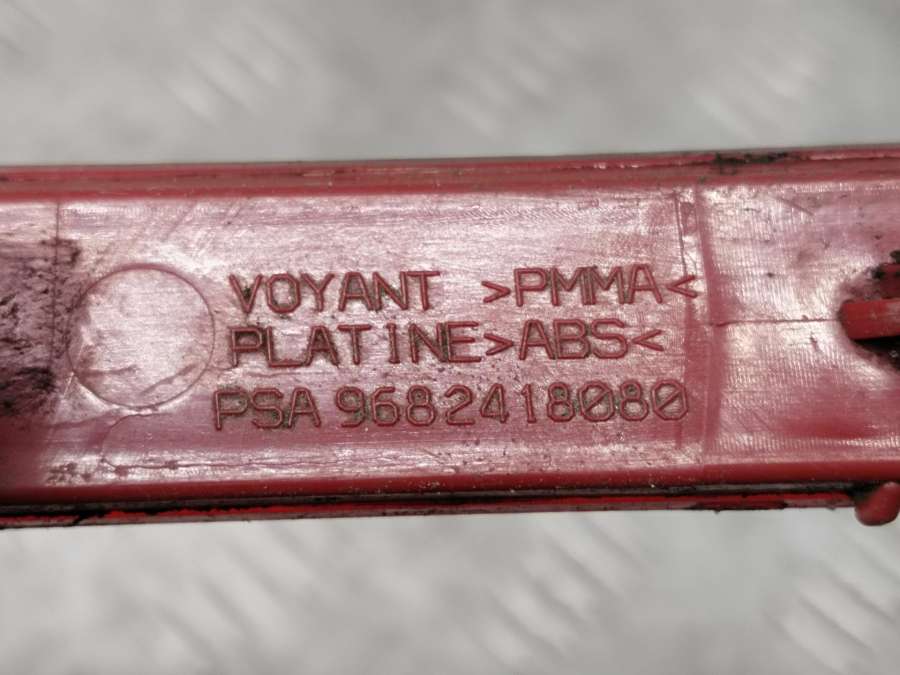 VOYANT >PMMA<
PLATINE>ABS<
PSA 9682418080